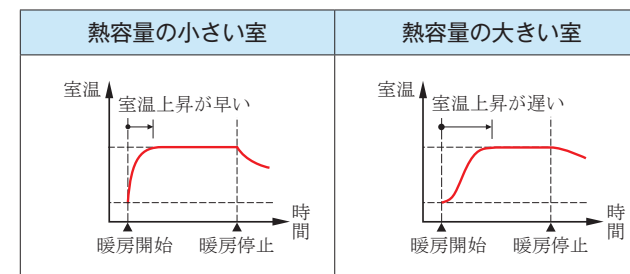 熱容量の小さい室
熱容量の大きい室
室温
室温上昇が早い
時間
暖房開始
暖房停止
室温
室温上昇が遅い
時間
暖房開始
暖房停止